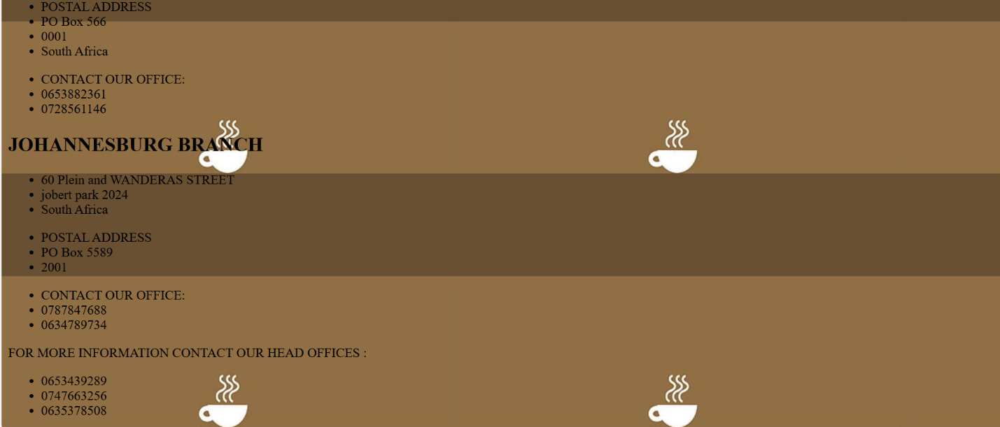 POSTAL ADDRESS
PO Box 566
0001
South Africa
CONTACT OUR OFFICE:
0653882361
0728561146
JOHANNESBURG BRANCH
60 Plein and WANDERAS STREET
jobert park 2024
South Africa
POSTAL ADDRESS
PO Box 5589
2001
CONTACT OUR OFFICE:
0787847688
0634789734
FOR MORE INFORMATION CONTACT OUR HEAD OFFICES :
0653439289
0747663256
0635378508